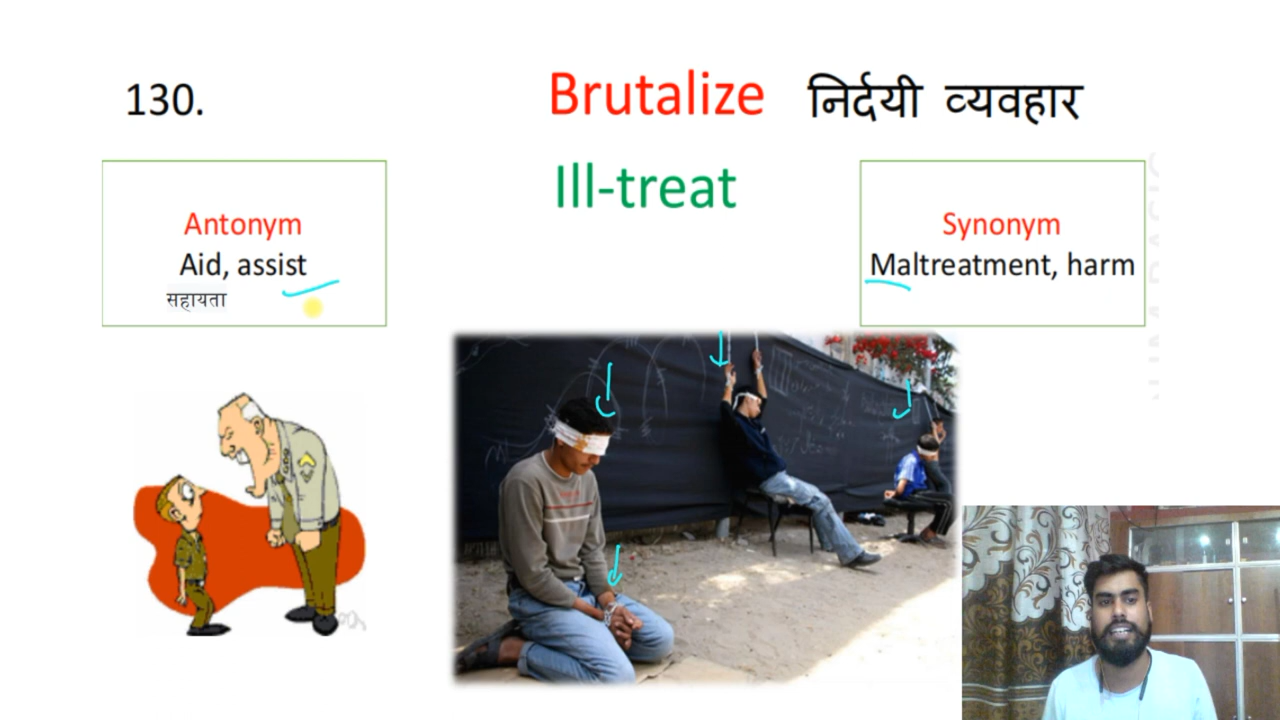 130.
Brutalize निर्दयी व्यवहार
Ill-treat
Antonym
Aid, assist
सहायता
Synonym
Maltreatment, harm